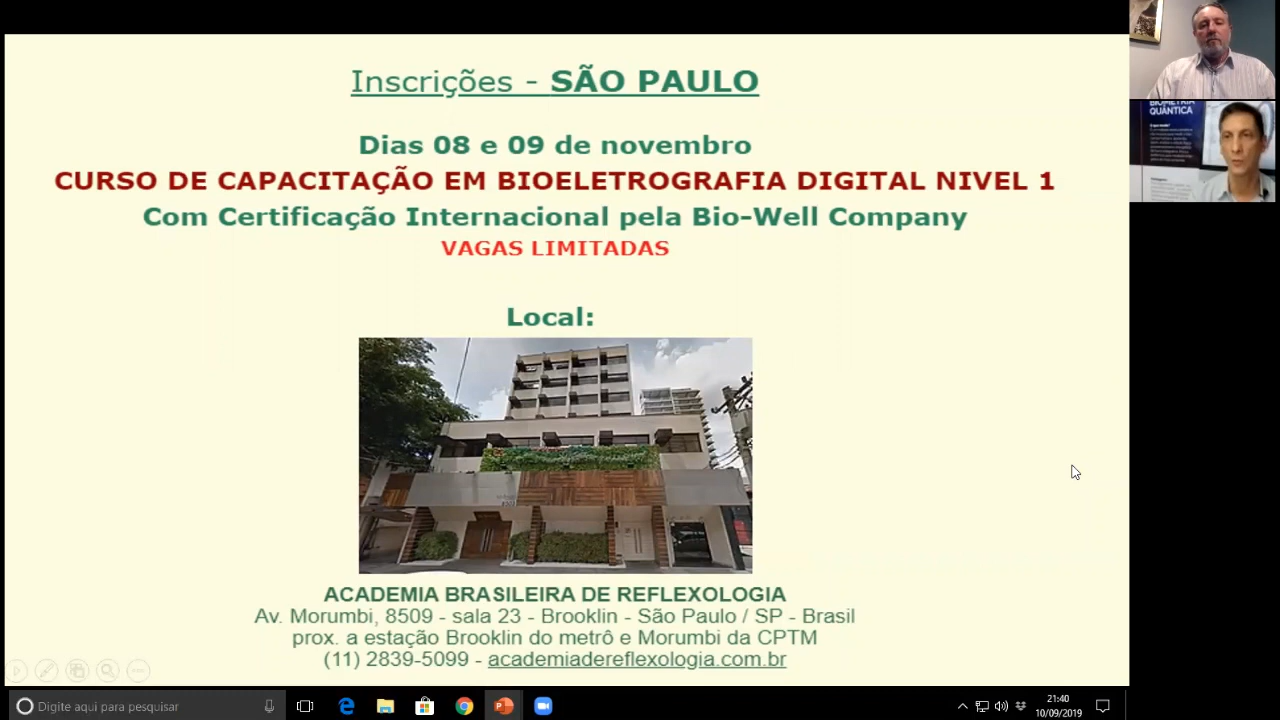 Inscrições - SÃO PAULO
Dias 08 e 09 de novembro
CURSO DE CAPACITAÇÃO EM BIOELETROGRAFIA DIGITAL NIVEL 1
Com Certificação Internacional pela Bio-Well Company
VAGAS LIMITADAS
Local:
ACADEMIA BRASILEIRA DE REFLEXOLOGIA
Av. Morumbi, 8509 - sala 23 - Brooklin - São Paulo / SP - Brasil
prox. a estação Brooklin do metrô e Morumbi da CPTM
(11) 2839-5099 - academiadereflexologia.com.br
BIOMETRIA
QUÂNTICA
Digite aqui para pesquisar
21:40
10/09/2019